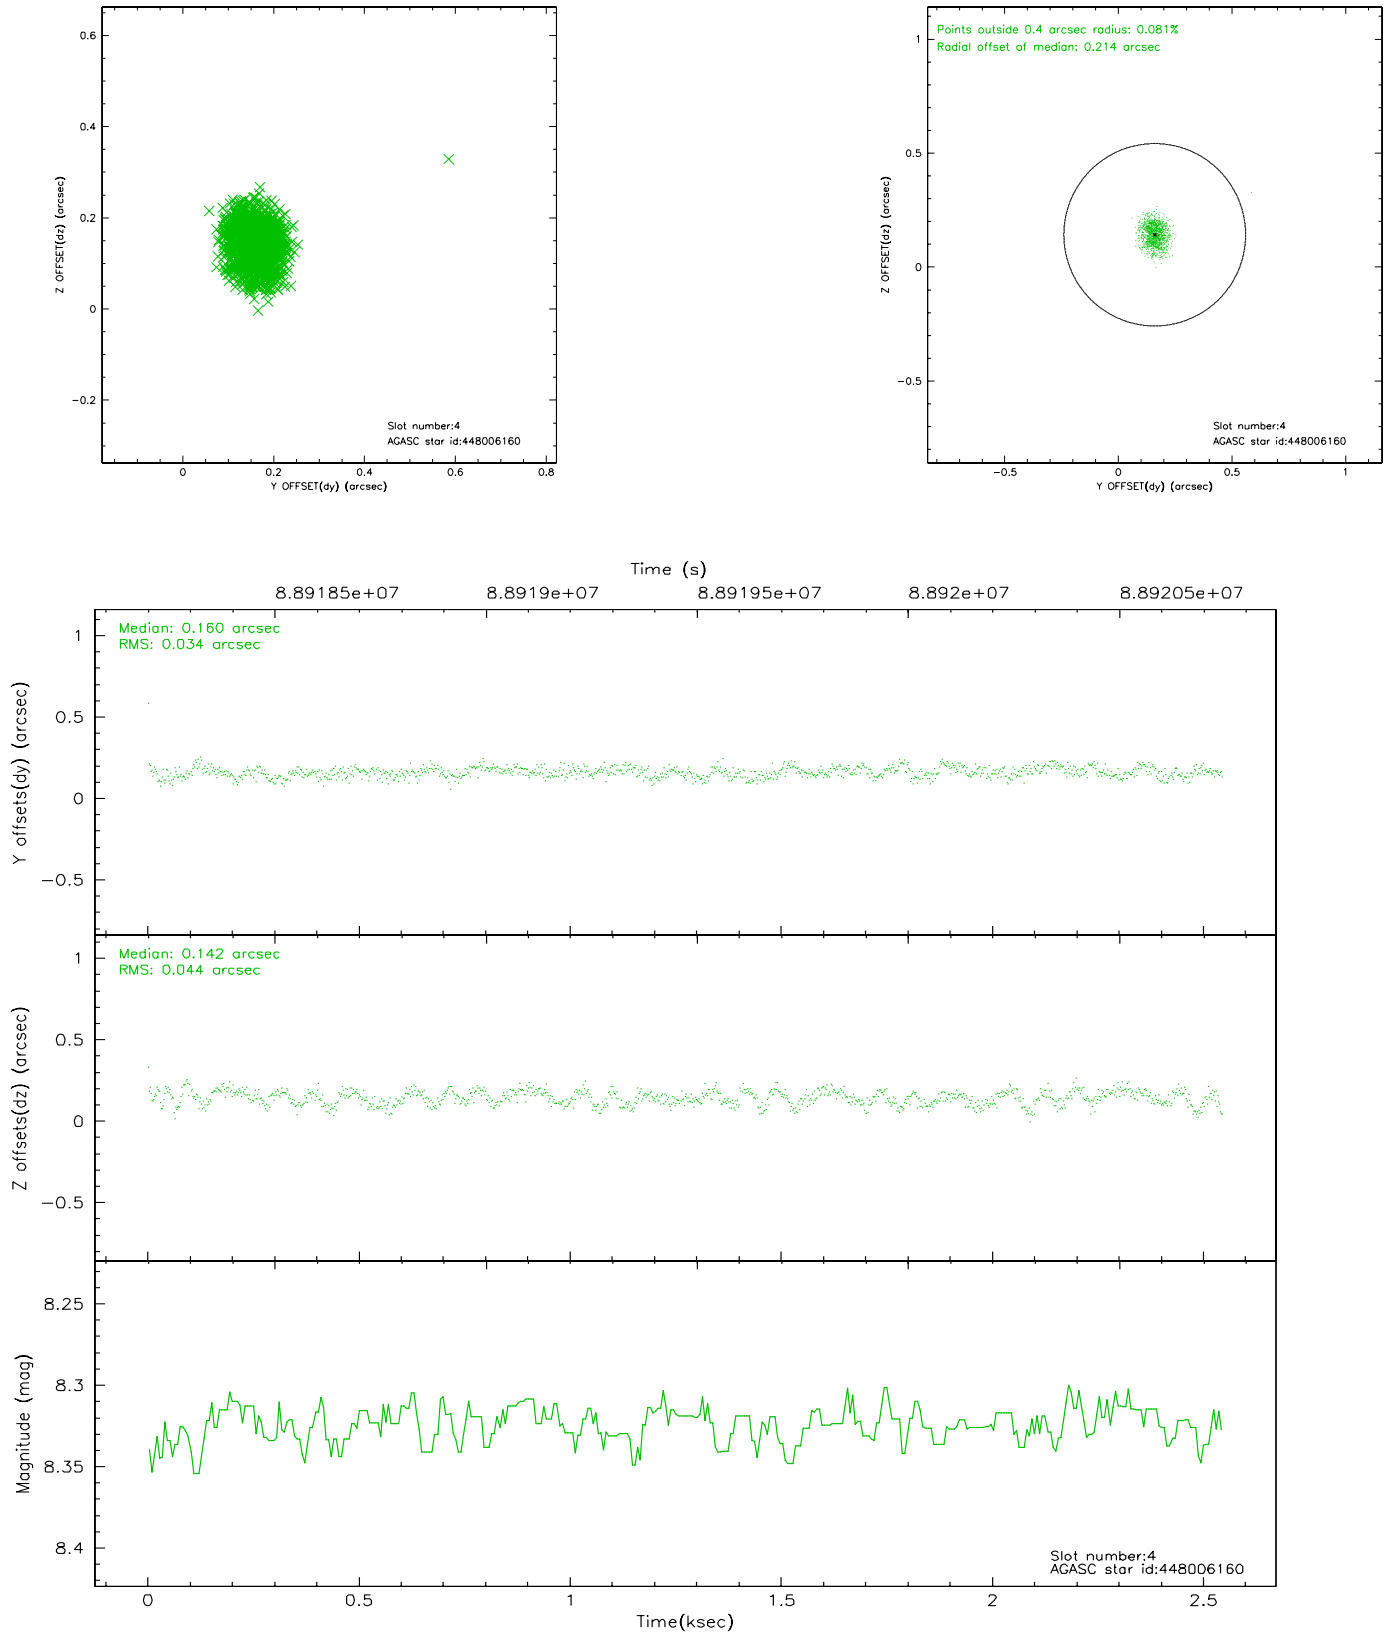 0.6
0.4
0.2
0
−0.2
Z OFFSET(dz) (arcsec)
Slot number:4
AGASC star id:448006160
0 0.2 0.4 0.6 0.8
Y OFFSET(dy) (arcsec)
Points outside 0.4 arcsec radius: 0.081%
Radial offset of median: 0.214 arcsec
1
0.5
0
−0.5
Z OFFSET(dz) (arcsec)
Slot number:4
AGASC star id:448006160
−0.5 0 0.5 1
Y OFFSET(dy) (arcsec)
Time (s)
8.89185e+07 8.8919e+07 8.89195e+07 8.892e+07 8.89205e+07
Median: 0.160 arcsec
RMS: 0.034 arcsec
1
0.5
0
−0.5
Y offsets(dy) (arcsec)
Median: 0.142 arcsec
RMS: 0.044 arcsec
1
0.5
0
−0.5
Z offsets(dz) (arcsec)
8.25
8.3
8.35
8.4
Magnitude (mag)
Slot number:4
AGASC star id:448006160
0 0.5 1 1.5 2 2.5
Time(ksec)